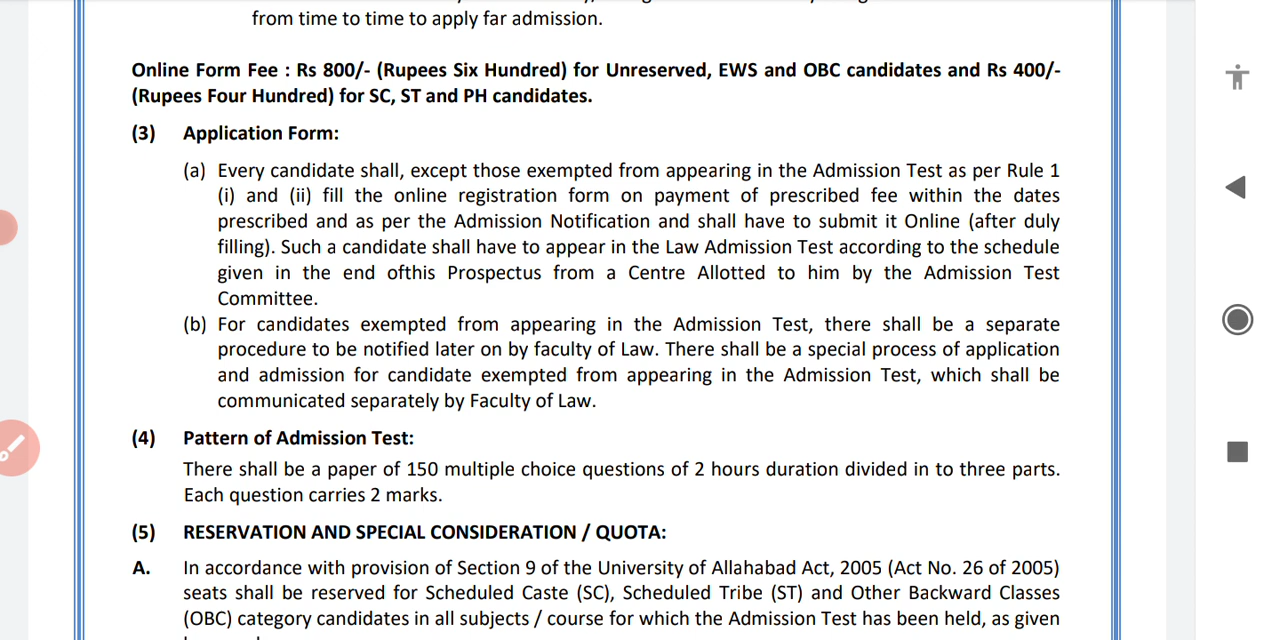 from time to time to apply far admission.
Online Form Fee : Rs 800/- (Rupees Six Hundred) for Unreserved, EWS and OBC candidates and Rs 400/-
(Rupees Four Hundred) for SC, ST and PH candidates.
(3) Application Form:
(a) Every candidate shall, except those exempted from appearing in the Admission Test as per Rule 1
(i) and (ii) fill the online registration form on payment of prescribed fee within the dates
prescribed and as per the Admission Notification and shall have to submit it Online (after duly
filling). Such a candidate shall have to appear in the Law Admission Test according to the schedule
given in the end ofthis Prospectus from a Centre Allotted to him by the Admission Test
Committee.
(b) For candidates exempted from appearing in the Admission Test, there shall be a separate
procedure to be notified later on by faculty of Law. There shall be a special process of application
and admission for candidate exempted from appearing in the Admission Test, which shall be
communicated separately by Faculty of Law.
(4) Pattern of Admission Test:
There shall be a paper of 150 multiple choice questions of 2 hours duration divided in to three parts.
Each question carries 2 marks.
(5) RESERVATION AND SPECIAL CONSIDERATION / QUOTA:
A. In accordance with provision of Section 9 of the University of Allahabad Act, 2005 (Act No. 26 of 2005)
seats shall be reserved for Scheduled Caste (SC), Scheduled Tribe (ST) and Other Backward Classes
(OBC) category candidates in all subjects / course for which the Admission Test has been held, as given